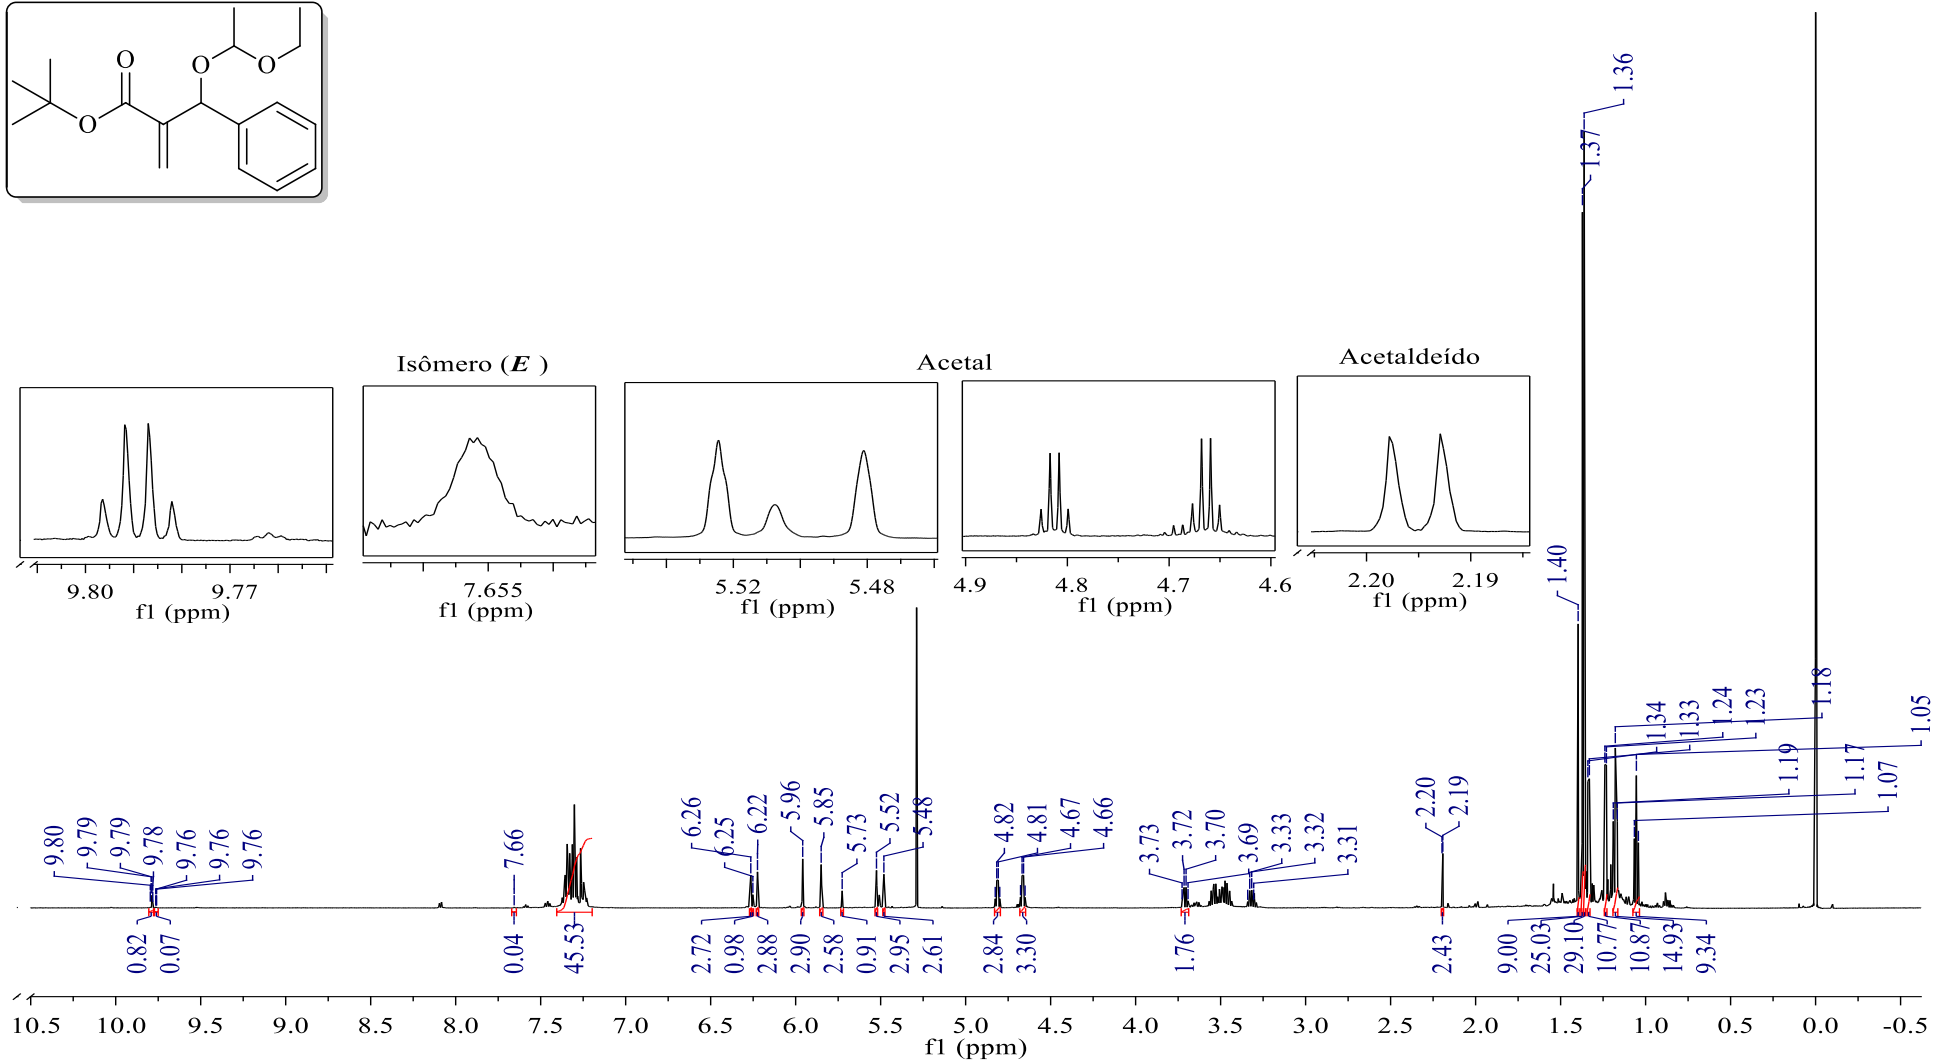 O
O
O
O
1.36
1.37
Isômero (E )
Acetal
Acetaldeído
9.80 9.77
f1 (ppm)
7.655
f1 (ppm)
5.52 5.48
f1 (ppm)
4.9 4.8 4.7 4.6
f1 (ppm)
2.20 2.19
f1 (ppm)
1.40
9.80 9.79 9.79 9.78 9.76 9.76 9.76 7.66 6.26 6.25 6.22 5.96 5.85 5.73 5.52 5.48 4.82 4.81 4.67 4.66 3.73 3.72 3.70 3.69 3.33 3.32 3.31 2.20 2.19 1.34 1.33 1.24 1.23 1.19 1.18 1.17 1.07 1.05
0.82 0.07 0.04 45.53 2.72 0.98 2.88 2.90 2.58 0.91 2.95 2.61 2.84 3.30 1.76 2.43 9.00 25.03 29.10 10.77 10.87 14.93 9.34
10.5 10.0 9.5 9.0 8.5 8.0 7.5 7.0 6.5 6.0 5.5 5.0 4.5 4.0 3.5 3.0 2.5 2.0 1.5 1.0 0.5 0.0 -0.5
f1 (ppm)